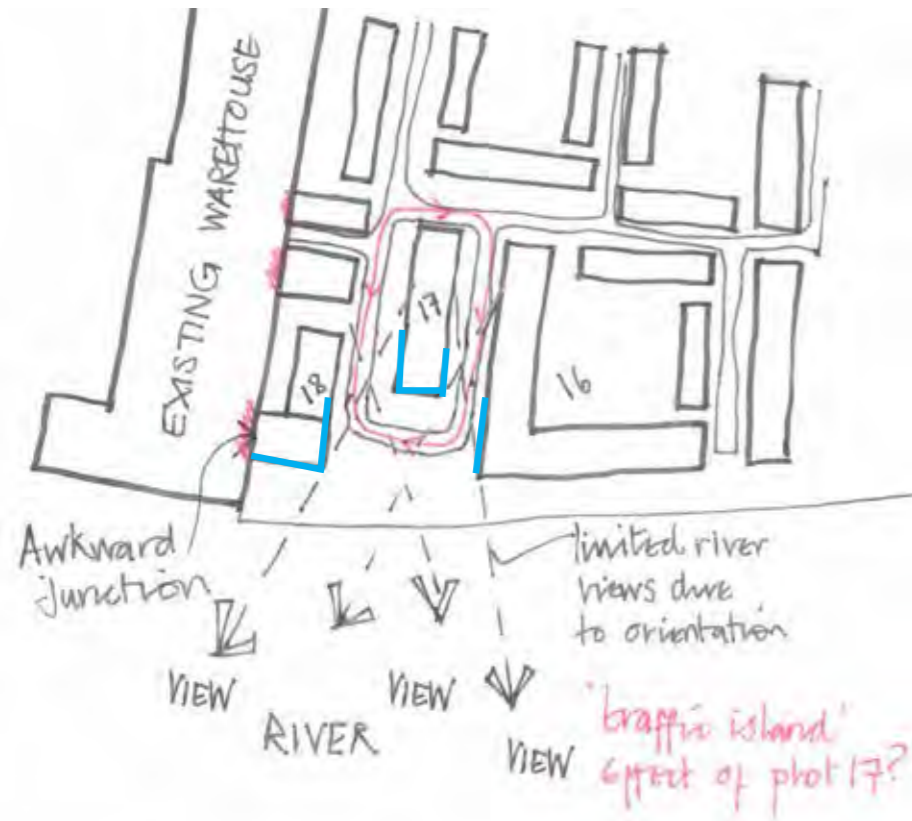 EXISTING WAREHOUSE
17
18
16
Awkward
junction
limited river
views due
to orientation
VIEW
VIEW
RIVER
VIEW
'traffic island'
effect of plot 17?